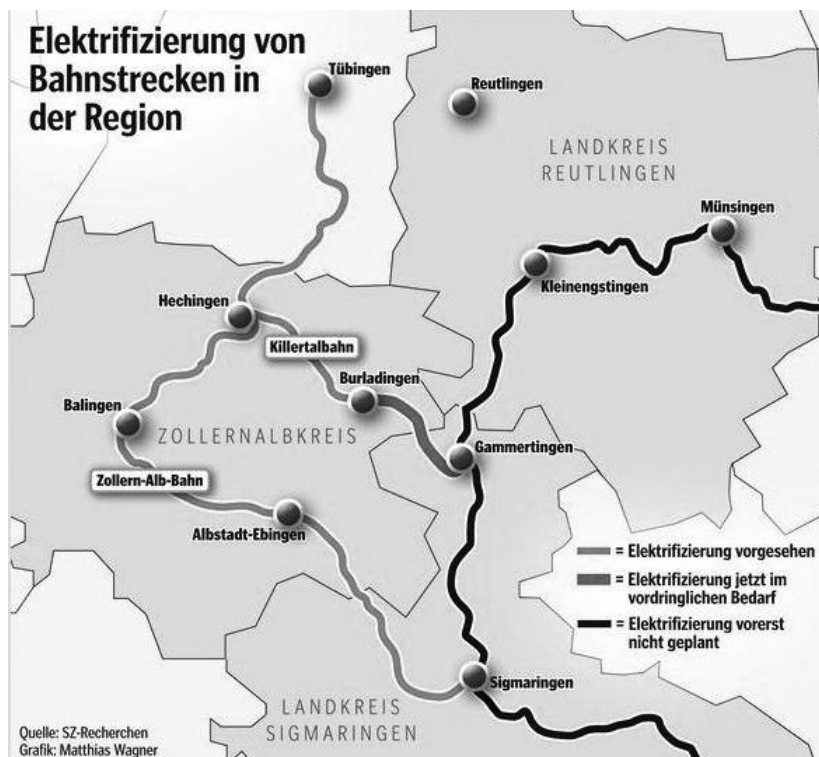 Elektrifizierung von
Bahnstrecken in
der Region
Tübingen
Reutlingen
LANDKREIS
REUTLINGEN
Münsingen
Kleinengstingen
Hechingen
Killertalbahn
Burladingen
Balingen
ZOLLERNALBKREIS
Gammertingen
Zollern-Alb-Bahn
Albstadt-Ebingen
= Elektrifizierung vorgesehen
= Elektrifizierung jetzt im
vordringlichen Bedarf
= Elektrifizierung vorerst
nicht geplant
Sigmaringen
LANDKREIS
SIGMARINGEN
Quelle: SZ-Recherchen
Grafik: Matthias Wagner